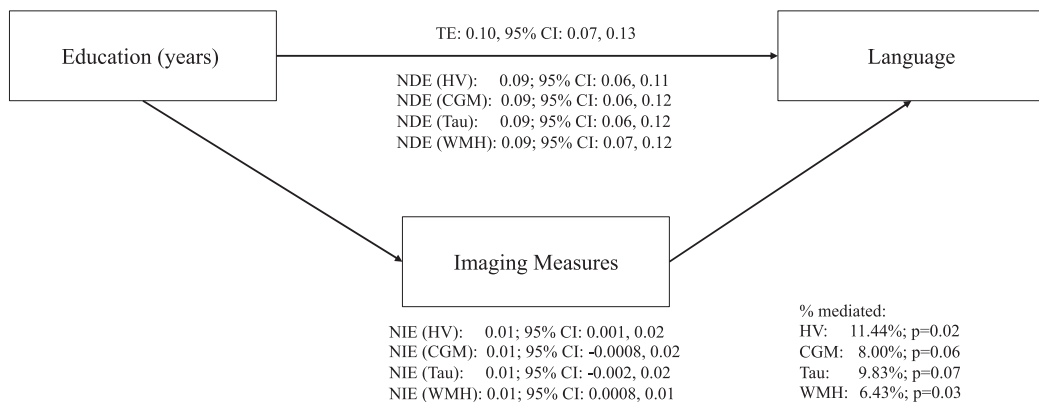 TE: 0.10, 95% CI: 0.07, 0.13
Education (years)
Language
NDE (HV): 0.09; 95% CI: 0.06, 0.11
NDE (CGM): 0.09; 95% CI: 0.06, 0.12
NDE (Tau): 0.09; 95% CI: 0.06, 0.12
NDE (WMH): 0.09; 95% CI: 0.07, 0.12
Imaging Measures
NIE (HV): 0.01; 95% CI: 0.001, 0.02
NIE (CGM): 0.01; 95% CI: -0.0008, 0.02
NIE (Tau): 0.01; 95% CI: -0.002, 0.02
NIE (WMH): 0.01; 95% CI: 0.0008, 0.01
% mediated:
HV: 11.44%; p=0.02
CGM: 8.00%; p=0.06
Tau: 9.83%; p=0.07
WMH: 6.43%; p=0.03